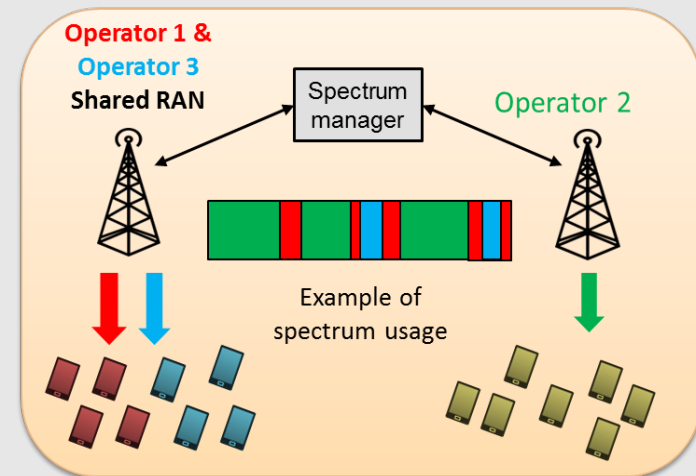 Operator 1 &
Operator 3
Shared RAN
Spectrum
manager
Operator 2
Example of
spectrum usage